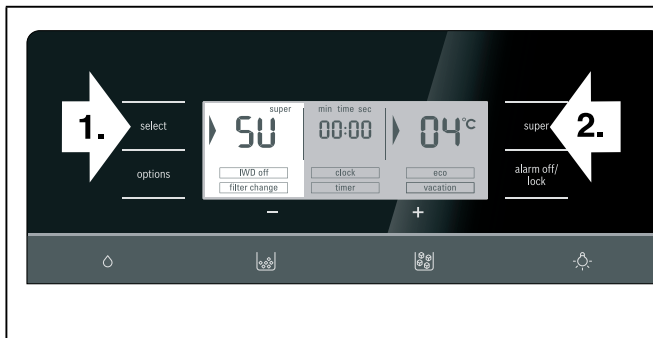 super
min time sec
1.
select
SU
00:00
04°C
super
2.
options
IWD off
clock
eco
alarm off/
lock
filter change
timer
vacation
−
+